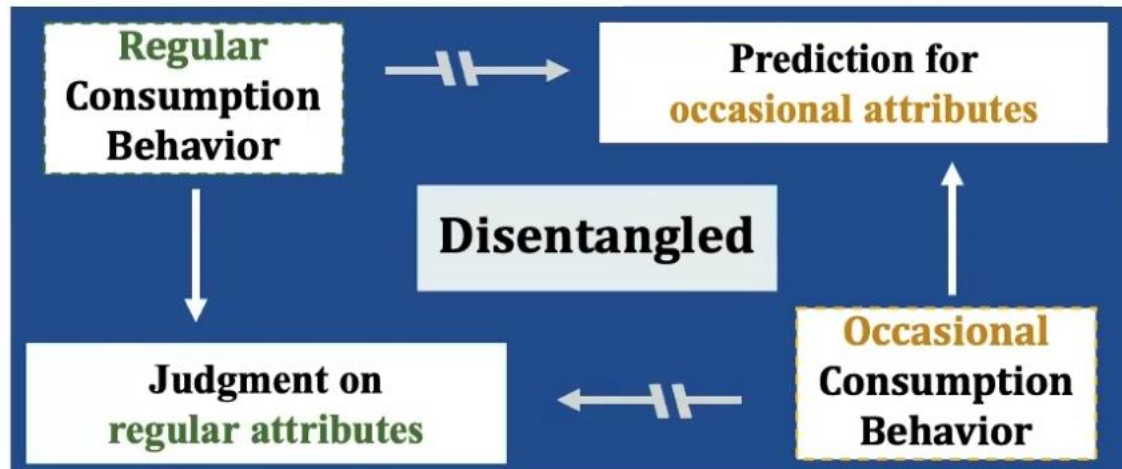 Regular
Consumption
Behavior
Prediction for
occasional attributes
Disentangled
Judgment on
regular attributes
Occasional
Consumption
Behavior